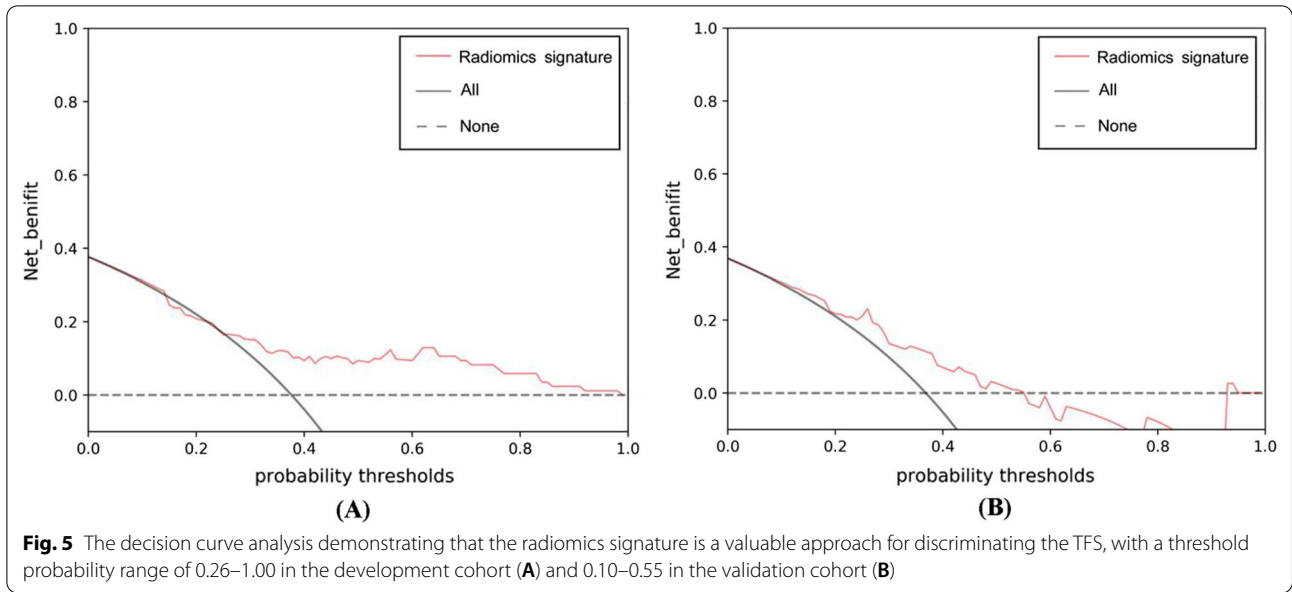 1.0
0.8
0.6
0.4
0.2
0.0
Net_benifit
0.0 0.2 0.4 0.6 0.8 1.0
probability thresholds
Radiomics signature
All
None
(A)
1.0
0.8
0.6
0.4
0.2
0.0
Net_benifit
0.0 0.2 0.4 0.6 0.8 1.0
probability thresholds
Radiomics signature
All
None
(B)
Fig. 5 The decision curve analysis demonstrating that the radiomics signature is a valuable approach for discriminating the TFS, with a threshold
probability range of 0.26–1.00 in the development cohort (A) and 0.10–0.55 in the validation cohort (B)